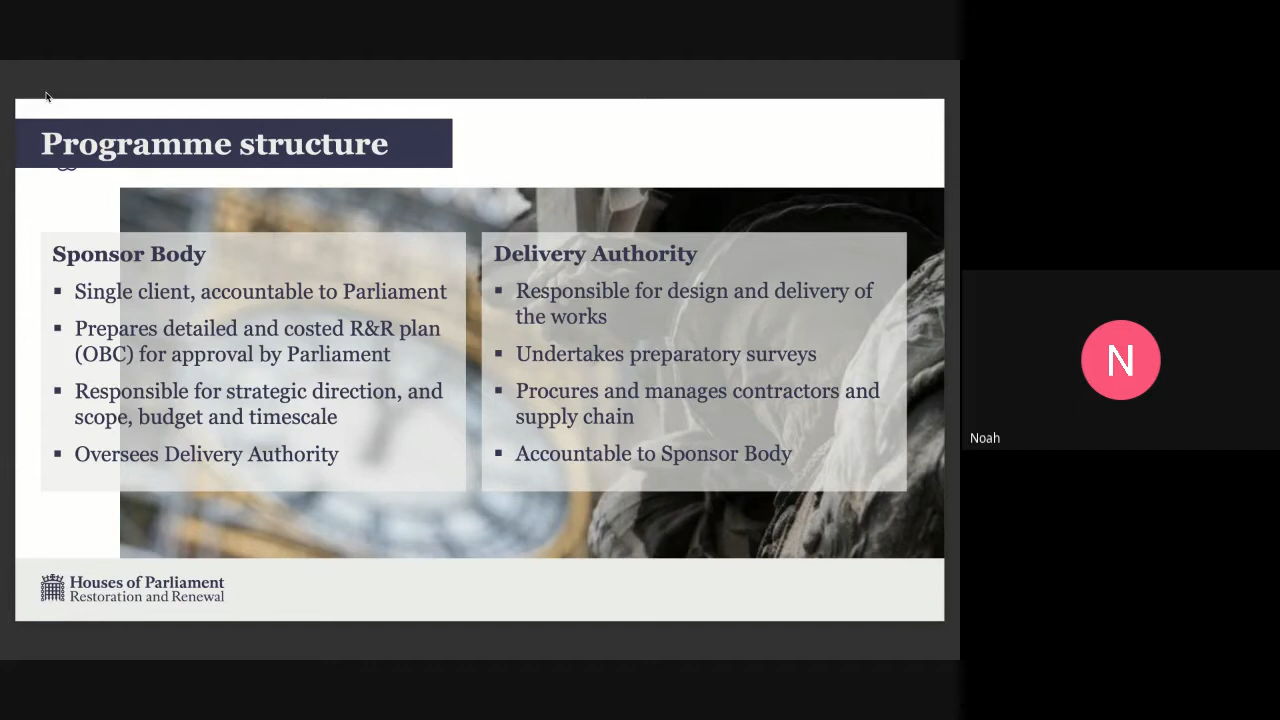 Programme structure
Sponsor Body
▪ Single client, accountable to Parliament
▪ Prepares detailed and costed R&R plan
(OBC) for approval by Parliament
▪ Responsible for strategic direction, and
scope, budget and timescale
▪ Oversees Delivery Authority
Delivery Authority
▪ Responsible for design and delivery of
the works
▪ Undertakes preparatory surveys
▪ Procures and manages contractors and
supply chain
▪ Accountable to Sponsor Body
Houses of Parliament
Restoration and Renewal
N
Noah